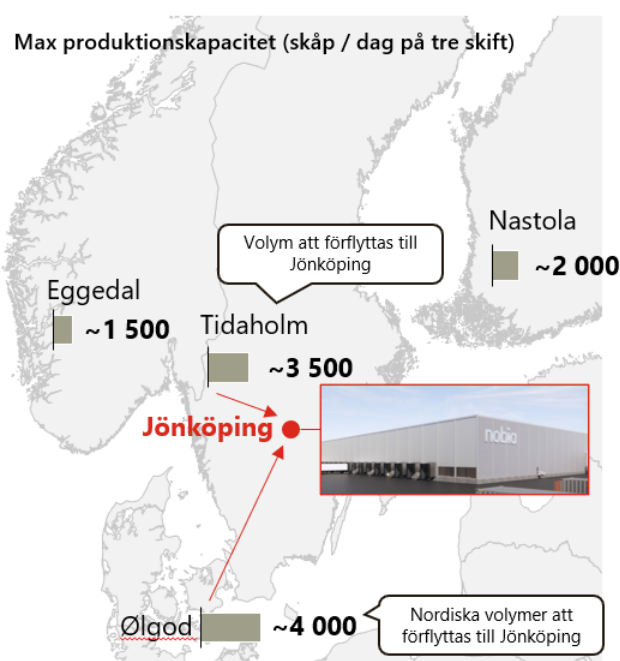 Max produktionskapacitet (skåp / dag på tre skift)
Nastola
~2 000
Volym att förflyttas till
Jönköping
Eggedal
~1 500
Tidaholm
~3 500
Jönköping
nobia
Ølgod
~4 000
Nordiska volymer att
förflyttas till Jönköping